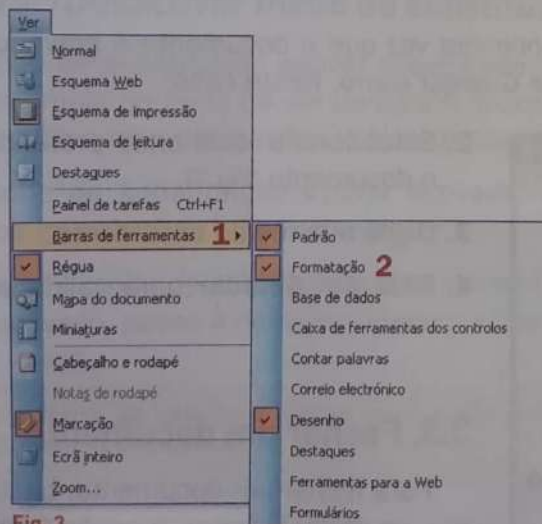 Ver
Normal
Esquema Web
Esquema de impressão
Esquema de leitura
Destaques
Painel de tarefas Ctrl+F1
Barras de ferramentas 1
Régua
Mapa do documento
Miniaturas
Cabeçalho e rodapé
Notas de rodapé
Marcação
Ecrã inteiro
Zoom...
Padrão
Formatação 2
Base de dados
Caixa de ferramentas dos controlos
Contar palavras
Correio electrónico
Desenho
Destaques
Ferramentas para a Web
Formulários